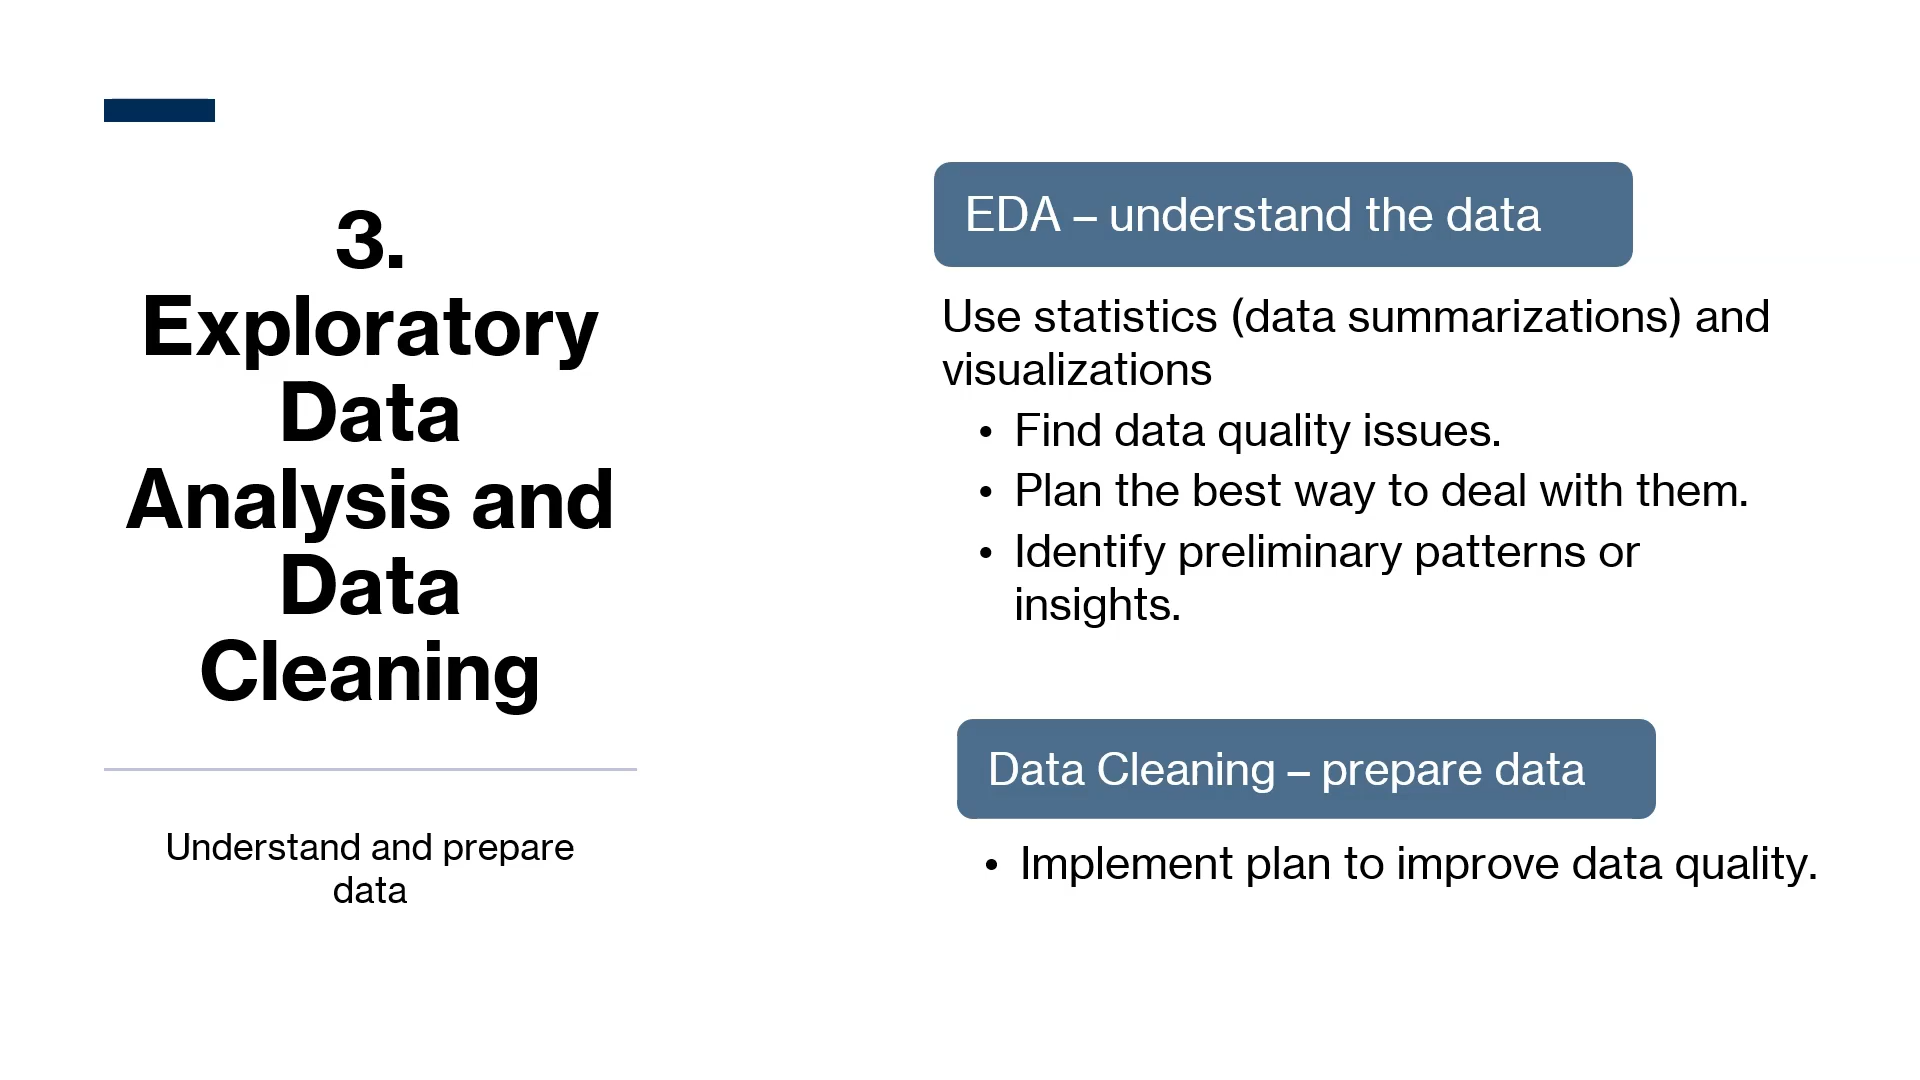 3.
Exploratory
Data
Analysis and
Data
Cleaning
Understand and prepare
data
EDA – understand the data
Use statistics (data summarizations) and
visualizations
• Find data quality issues.
• Plan the best way to deal with them.
• Identify preliminary patterns or
insights.
Data Cleaning – prepare data
• Implement plan to improve data quality.